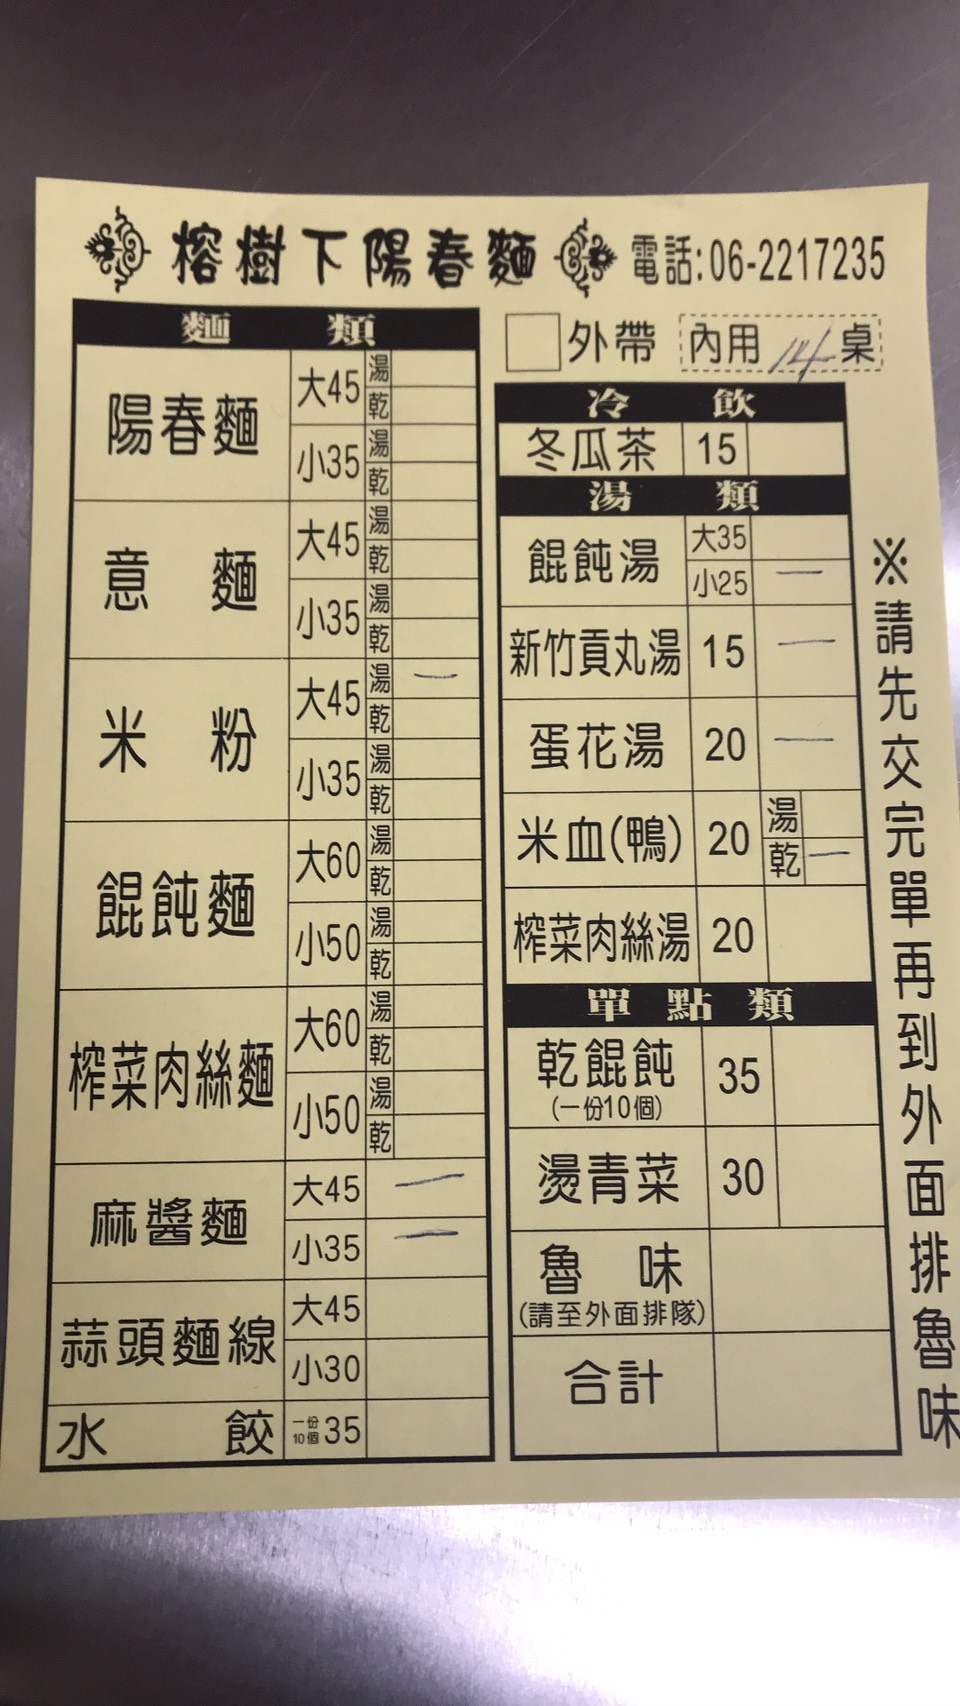 榕樹下陽春麵 電話:06-2217235
麵 類
陽春麵 大45 湯
乾
小35 湯
乾
意 麵 大45 湯
乾
小35 湯
乾
米 粉 大45 湯 一
乾
小35 湯
乾
餛飩麵 大60 湯
乾
小50 湯
乾
榨菜肉絲麵 大60 湯
乾
小50 湯
乾
麻醬麵 大45 一
小35 一
蒜頭麵線 大45
小30
水 餃 一份10個 35
外帶 內用 14 桌
冷 飲
冬瓜茶 15
湯 類
餛飩湯 大35
小25 一
新竹貢丸湯 15 一
蛋花湯 20 一
米血(鴨) 20 湯
乾 一
榨菜肉絲湯 20
單 點 類
乾餛飩 35
(一份10個)
燙青菜 30
魯 味
(請至外面排隊)
合計
※請先交完單再到外面排魯味